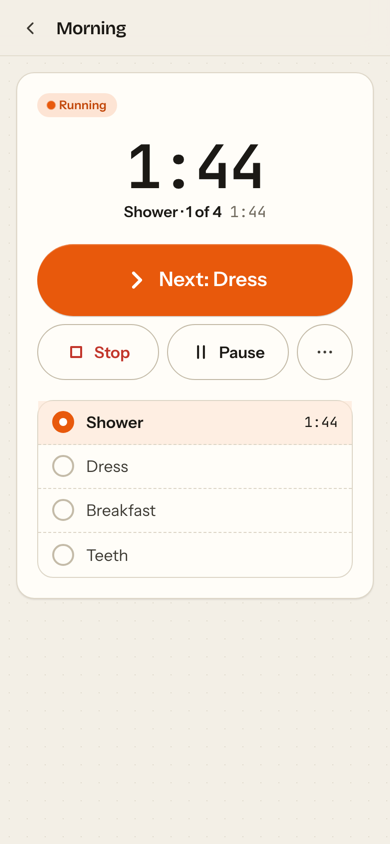 Morning
Running
1:44
Shower · 1 of 4 1:44
Next: Dress
Stop
Pause
Shower 1:44
Dress
Breakfast
Teeth